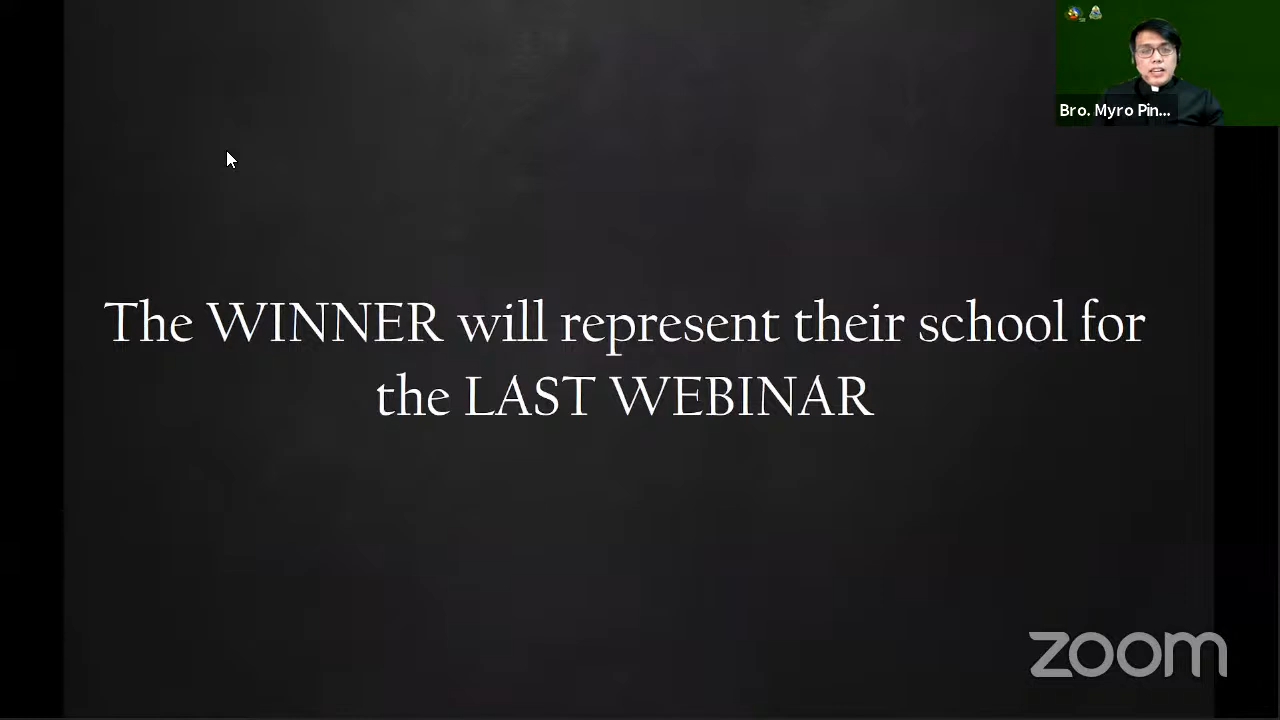 Bro. Myro Pin...
The WINNER will represent their school for
the LAST WEBINAR
zoom